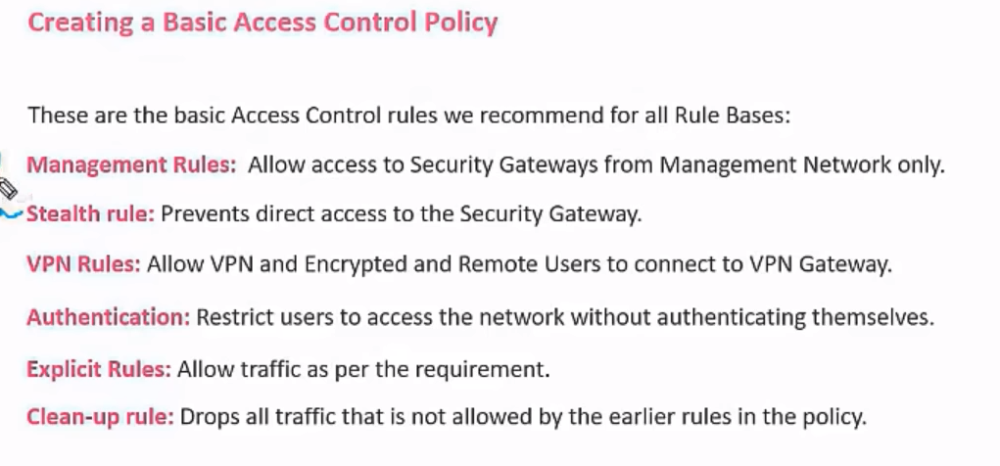 Creating a Basic Access Control Policy
These are the basic Access Control rules we recommend for all Rule Bases:
Management Rules: Allow access to Security Gateways from Management Network only.
Stealth rule: Prevents direct access to the Security Gateway.
VPN Rules: Allow VPN and Encrypted and Remote Users to connect to VPN Gateway.
Authentication: Restrict users to access the network without authenticating themselves.
Explicit Rules: Allow traffic as per the requirement.
Clean-up rule: Drops all traffic that is not allowed by the earlier rules in the policy.